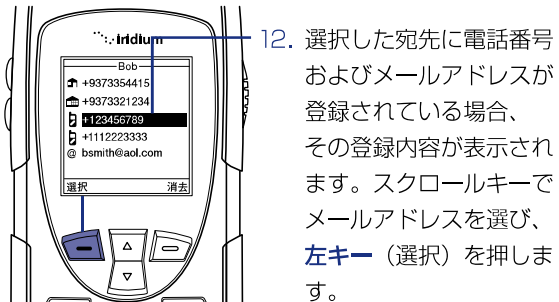 iridium
Bob
+9373354415
+9373321234
+123456789
+1112223333
@ bsmith@aol.com
選択 消去
12. 選択した宛先に電話番号
およびメールアドレスが
登録されている場合、
その登録内容が表示され
ます。スクロールキーで
メールアドレスを選び、
左キー（選択）を押しま
す。